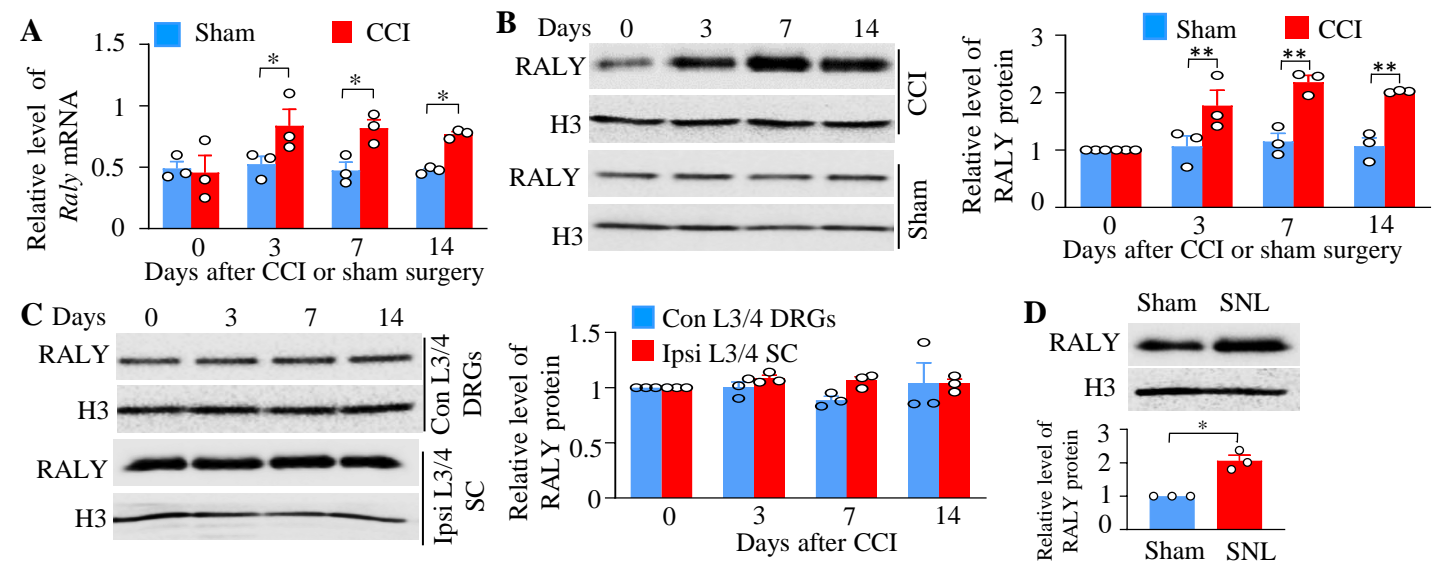 A
Relative level of
Raly mRNA
1.5
1
0.5
0
Sham
CCI
*
*
*
0 3 7 14
Days after CCI or sham surgery
B
Days 0 3 7 14
RALY
H3
CCI
RALY
H3
Sham
Relative level of
RALY protein
3
2
1
0
Sham
CCI
**
**
**
0 3 7 14
Days after CCI or sham surgery
C Days 0 3 7 14
RALY
H3
Con L3/4
DRGs
RALY
H3
Ipsi L3/4
SC
Relative level of
RALY protein
1.5
1
0.5
0
Con L3/4 DRGs
Ipsi L3/4 SC
0 3 7 14
Days after CCI
D
Sham SNL
RALY
H3
Relative level of
RALY protein
3
2
1
0
*
Sham SNL